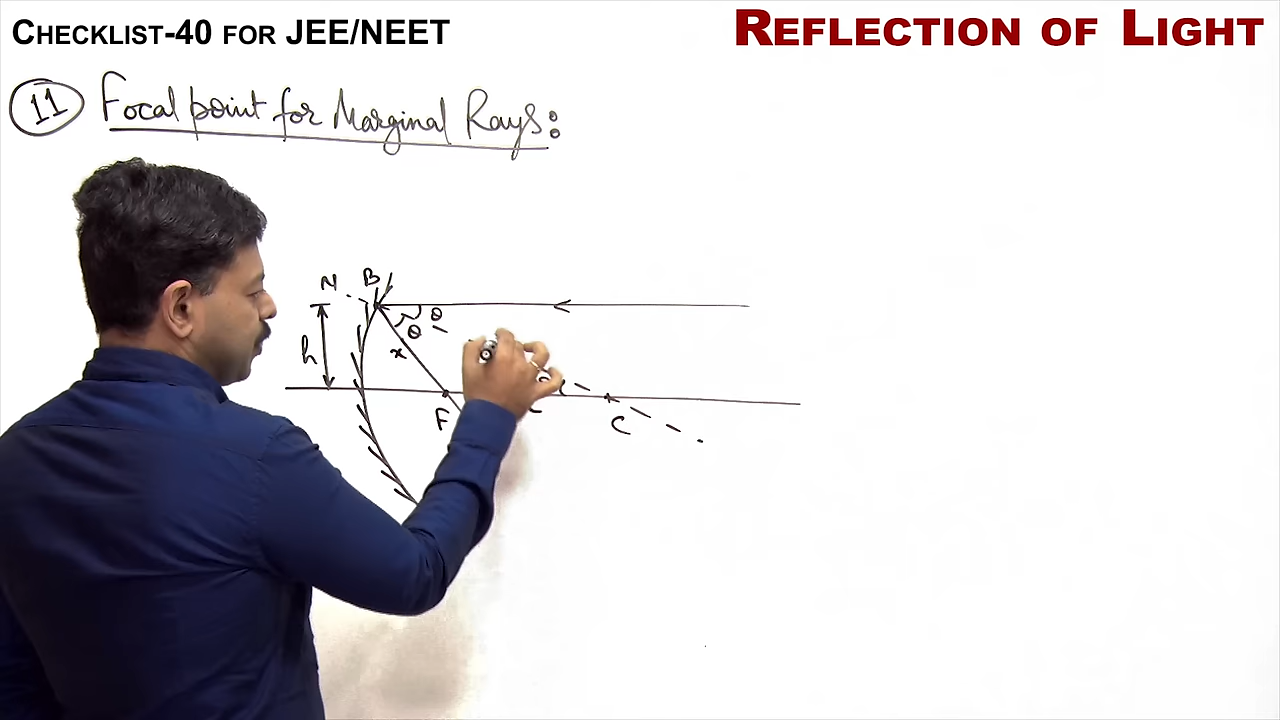 CHECKLIST-40 FOR JEE/NEET
REFLECTION OF LIGHT
11 Focal point for Marginal Rays:
M B
θ
θ
h
x
F
C